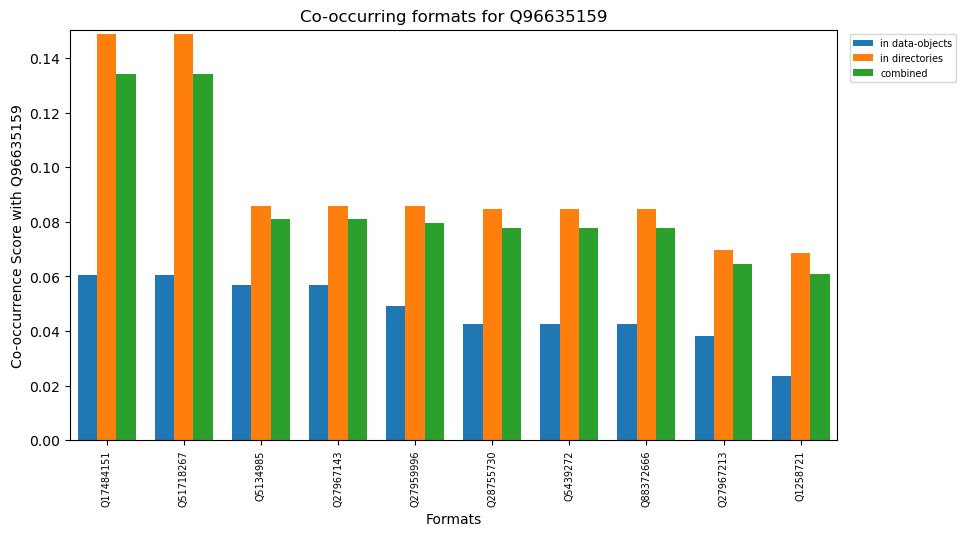 Co-occurring formats for Q96635159
Co-occurrence Score with Q96635159
0.14
0.12
0.10
0.08
0.06
0.04
0.02
0.00
Q17484151
Q51718267
Q5134985
Q27967143
Q27959996
Q28755730
Q5439272
Q88372666
Q27967213
Q1258721
Formats
in data-objects
in directories
combined